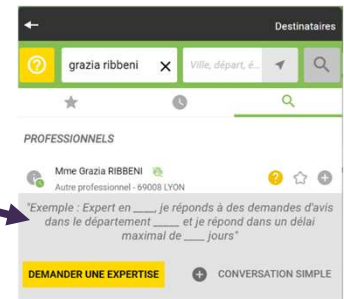 Destinataires
? grazia ribbeni × Ville, départ, é...
PROFESSIONNELS
Mme Grazia RIBBENI
Autre professionnel - 69008 LYON
?
"Exemple : Expert en ____, je réponds à des demandes d'avis
dans le département _____ et je répond dans un délai
maximal de ____ jours"
DEMANDER UNE EXPERTISE
CONVERSATION SIMPLE